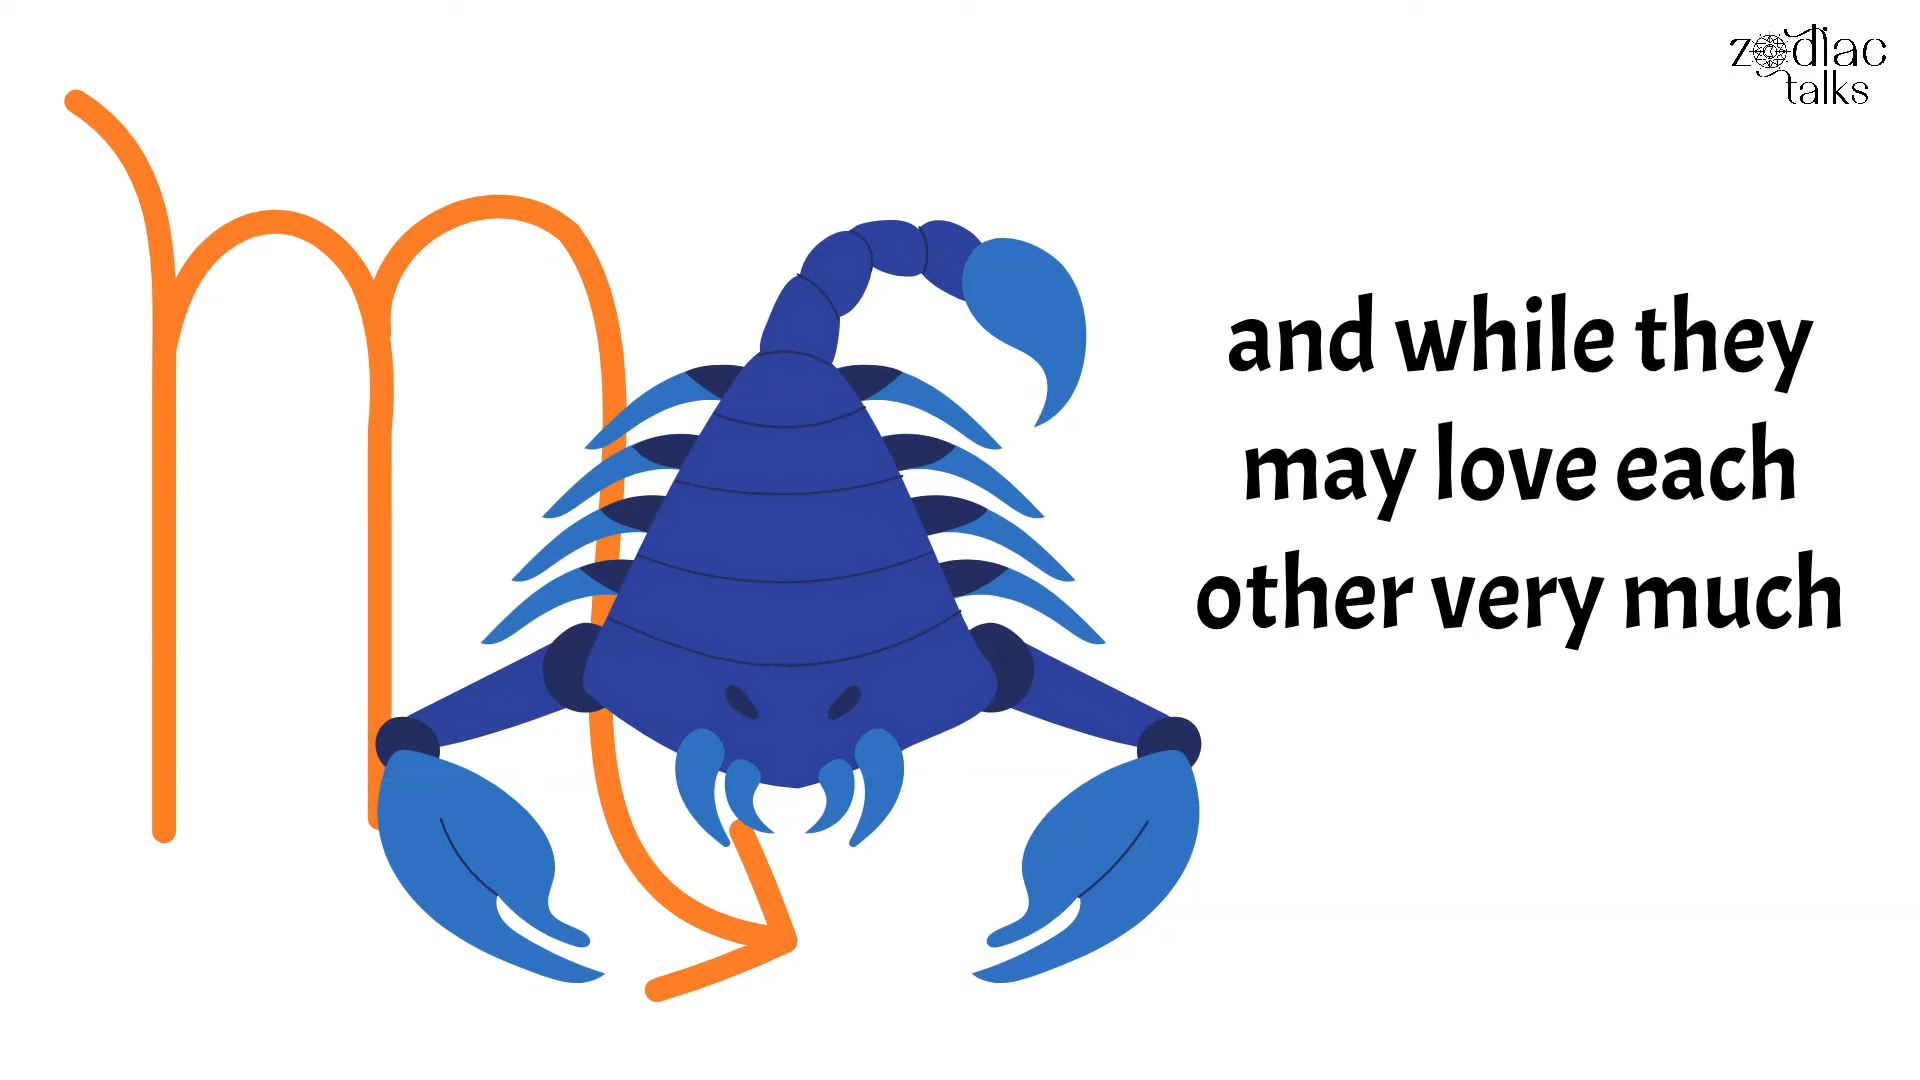 zodiac
talks
and while they
may love each
other very much